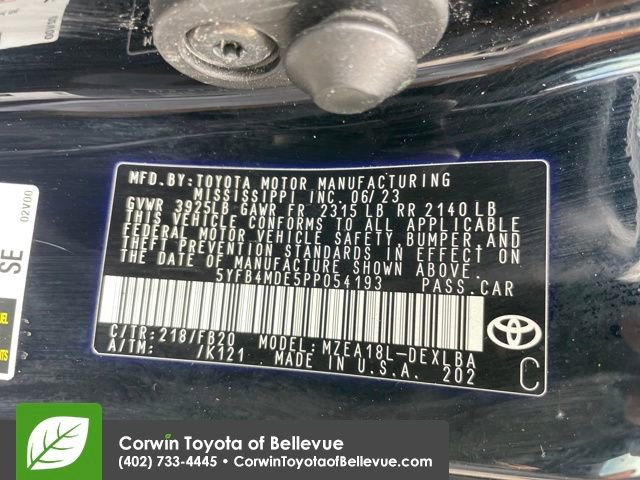 MFD.BY:TOYOTA MOTOR MANUFACTURING
MISSISSIPPI INC. 06/23
GVWR 3925LB GAWR FR 2315 LB RR 2140 LB
THIS VEHICLE CONFORMS TO ALL APPLICABLE
FEDERAL MOTOR VEHICLE SAFETY,BUMPER,AND
THEFT PREVENTION STANDARDS IN EFFECT ON
THE DATE OF MANUFACTURE SHOWN ABOVE.
5YFB4MDE5PP054193 PASS.CAR
C/TR:218/FB20 MODEL:MZEA18L-DEXLBA
A/TM: /K121 MADE IN U.S.A. 202
C
SE
02V00
Corwin Toyota of Bellevue
(402) 733-4445 • CorwinToyotaofBellevue.com